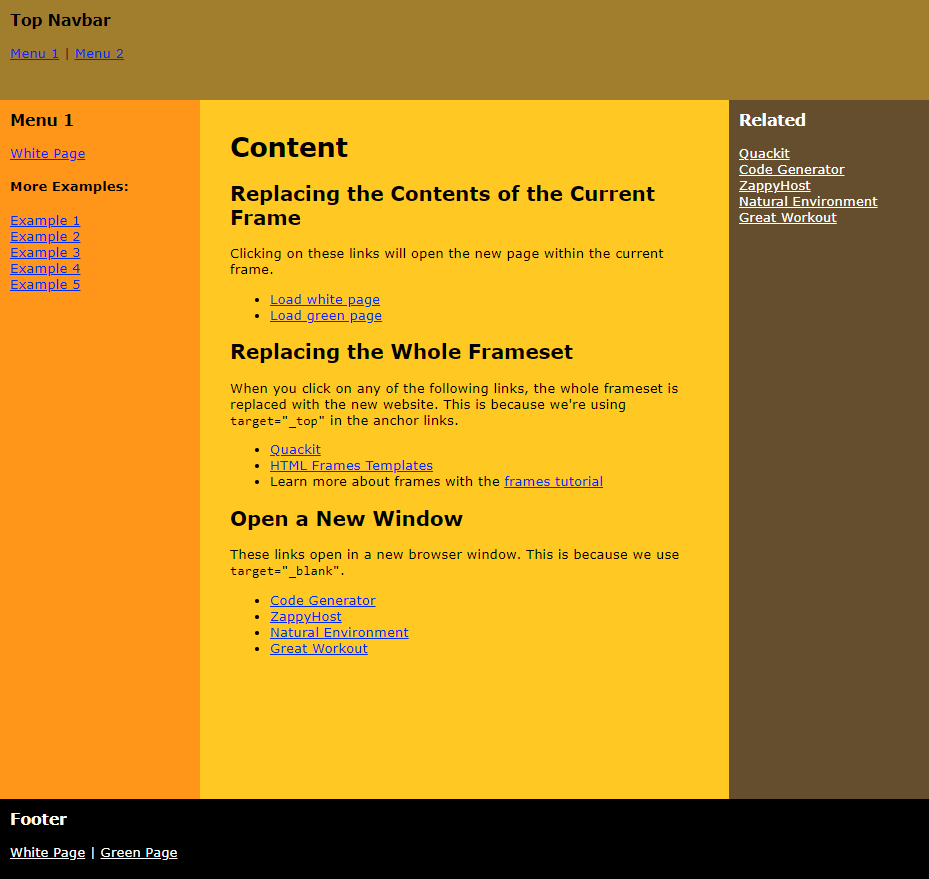 Top Navbar
Menu 1 | Menu 2
Menu 1
White Page
More Examples:
Example 1
Example 2
Example 3
Example 4
Example 5
Content
Replacing the Contents of the Current
Frame
Clicking on these links will open the new page within the current
frame.
• Load white page
• Load green page
Replacing the Whole Frameset
When you click on any of the following links, the whole frameset is
replaced with the new website. This is because we're using
target="_top" in the anchor links.
• Quackit
• HTML Frames Templates
• Learn more about frames with the frames tutorial
Open a New Window
These links open in a new browser window. This is because we use
target="_blank".
• Code Generator
• ZappyHost
• Natural Environment
• Great Workout
Related
Quackit
Code Generator
ZappyHost
Natural Environment
Great Workout
Footer
White Page | Green Page